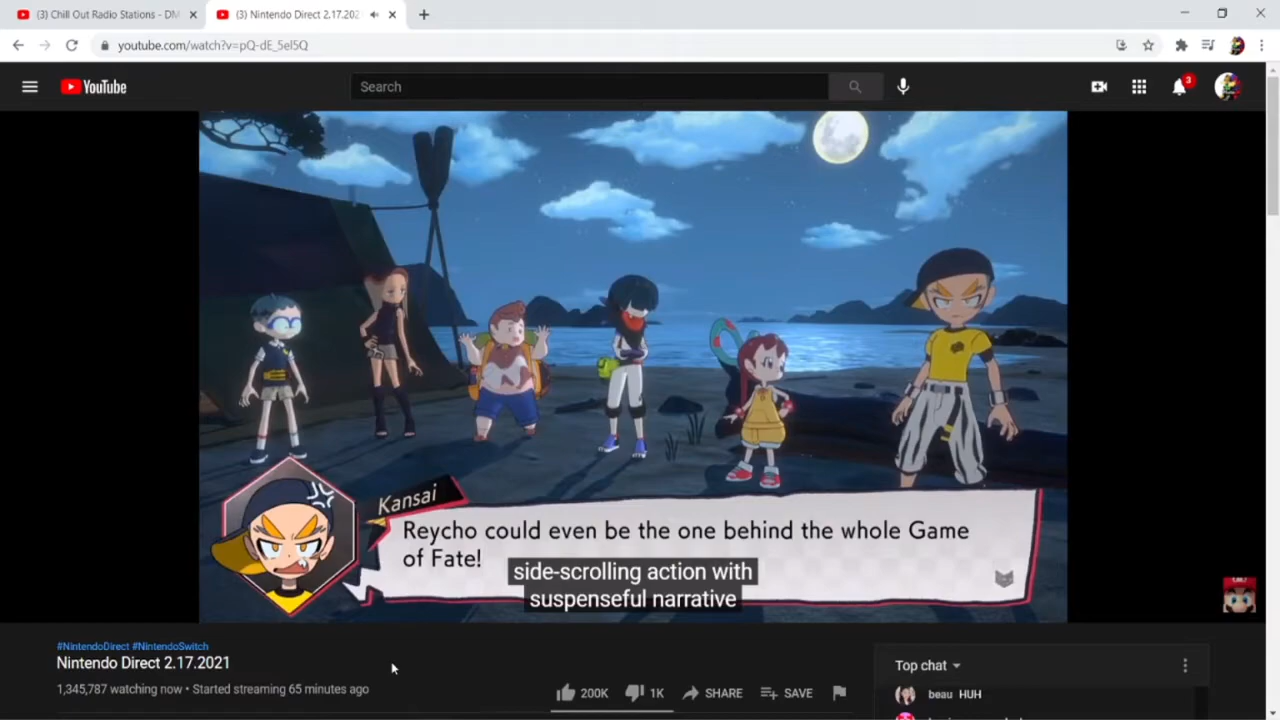 (3) Chill Out Radio Stations - DM
(3) Nintendo Direct 2.17.202
youtube.com/watch?v=pQ-dE_5eI5Q
YouTube
Search
3
Kansai
Reycho could even be the one behind the whole Game
of Fate!
side-scrolling action with
suspenseful narrative
#NintendoDirect #NintendoSwitch
Nintendo Direct 2.17.2021
1,345,787 watching now • Started streaming 65 minutes ago
200K
1K
SHARE
SAVE
Top chat
beau HUH